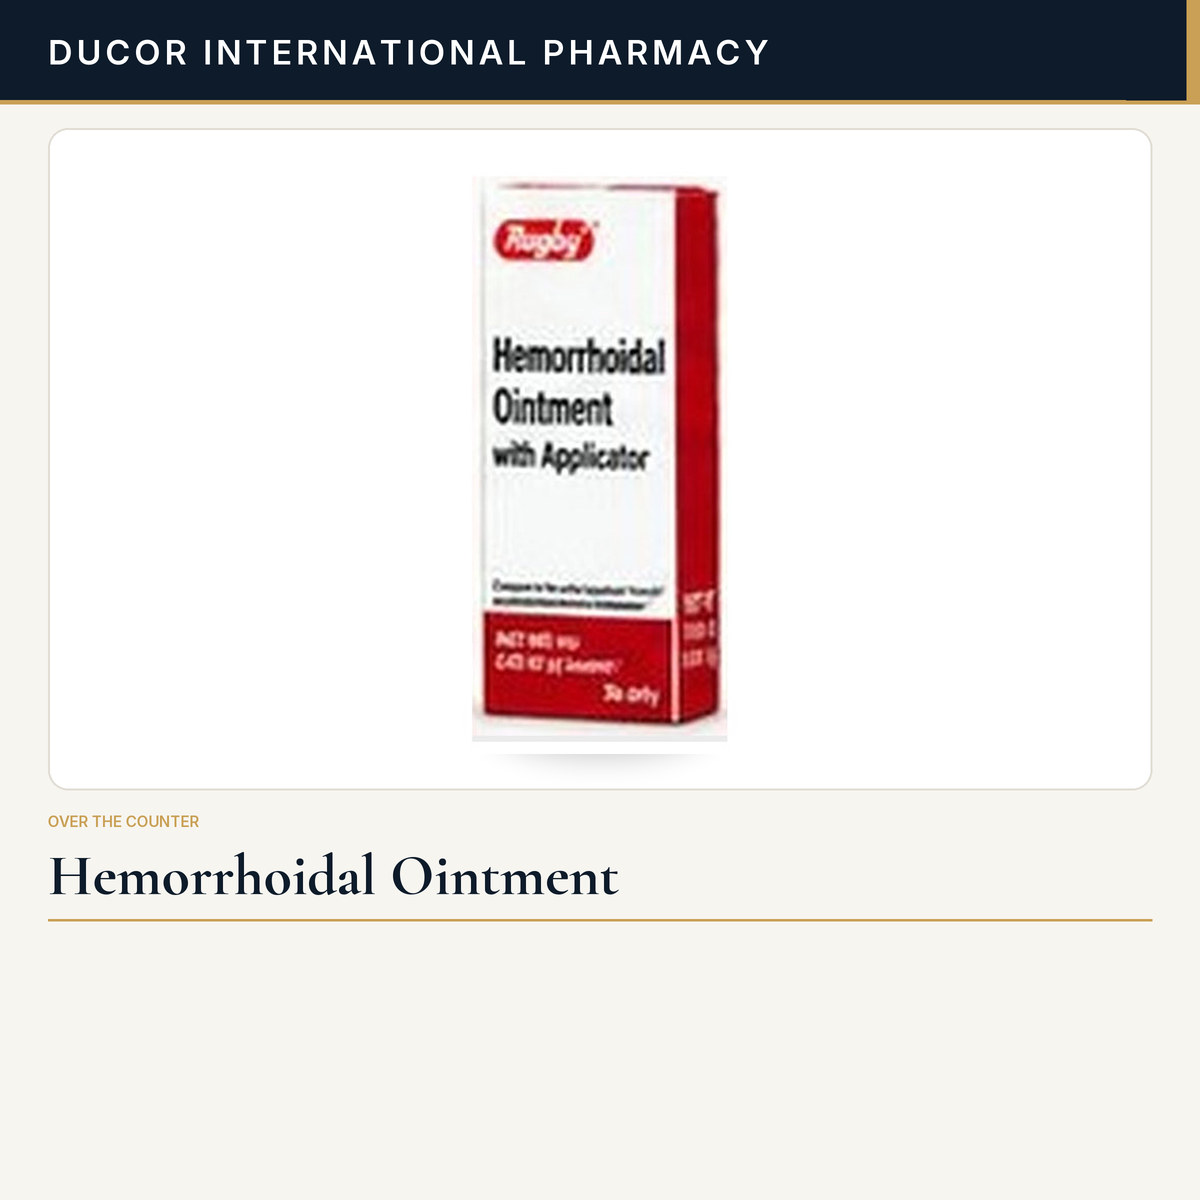 DUCOR INTERNATIONAL PHARMACY
Rugby
Hemorrhoidal
Ointment
with Applicator
OVER THE COUNTER
Hemorrhoidal Ointment